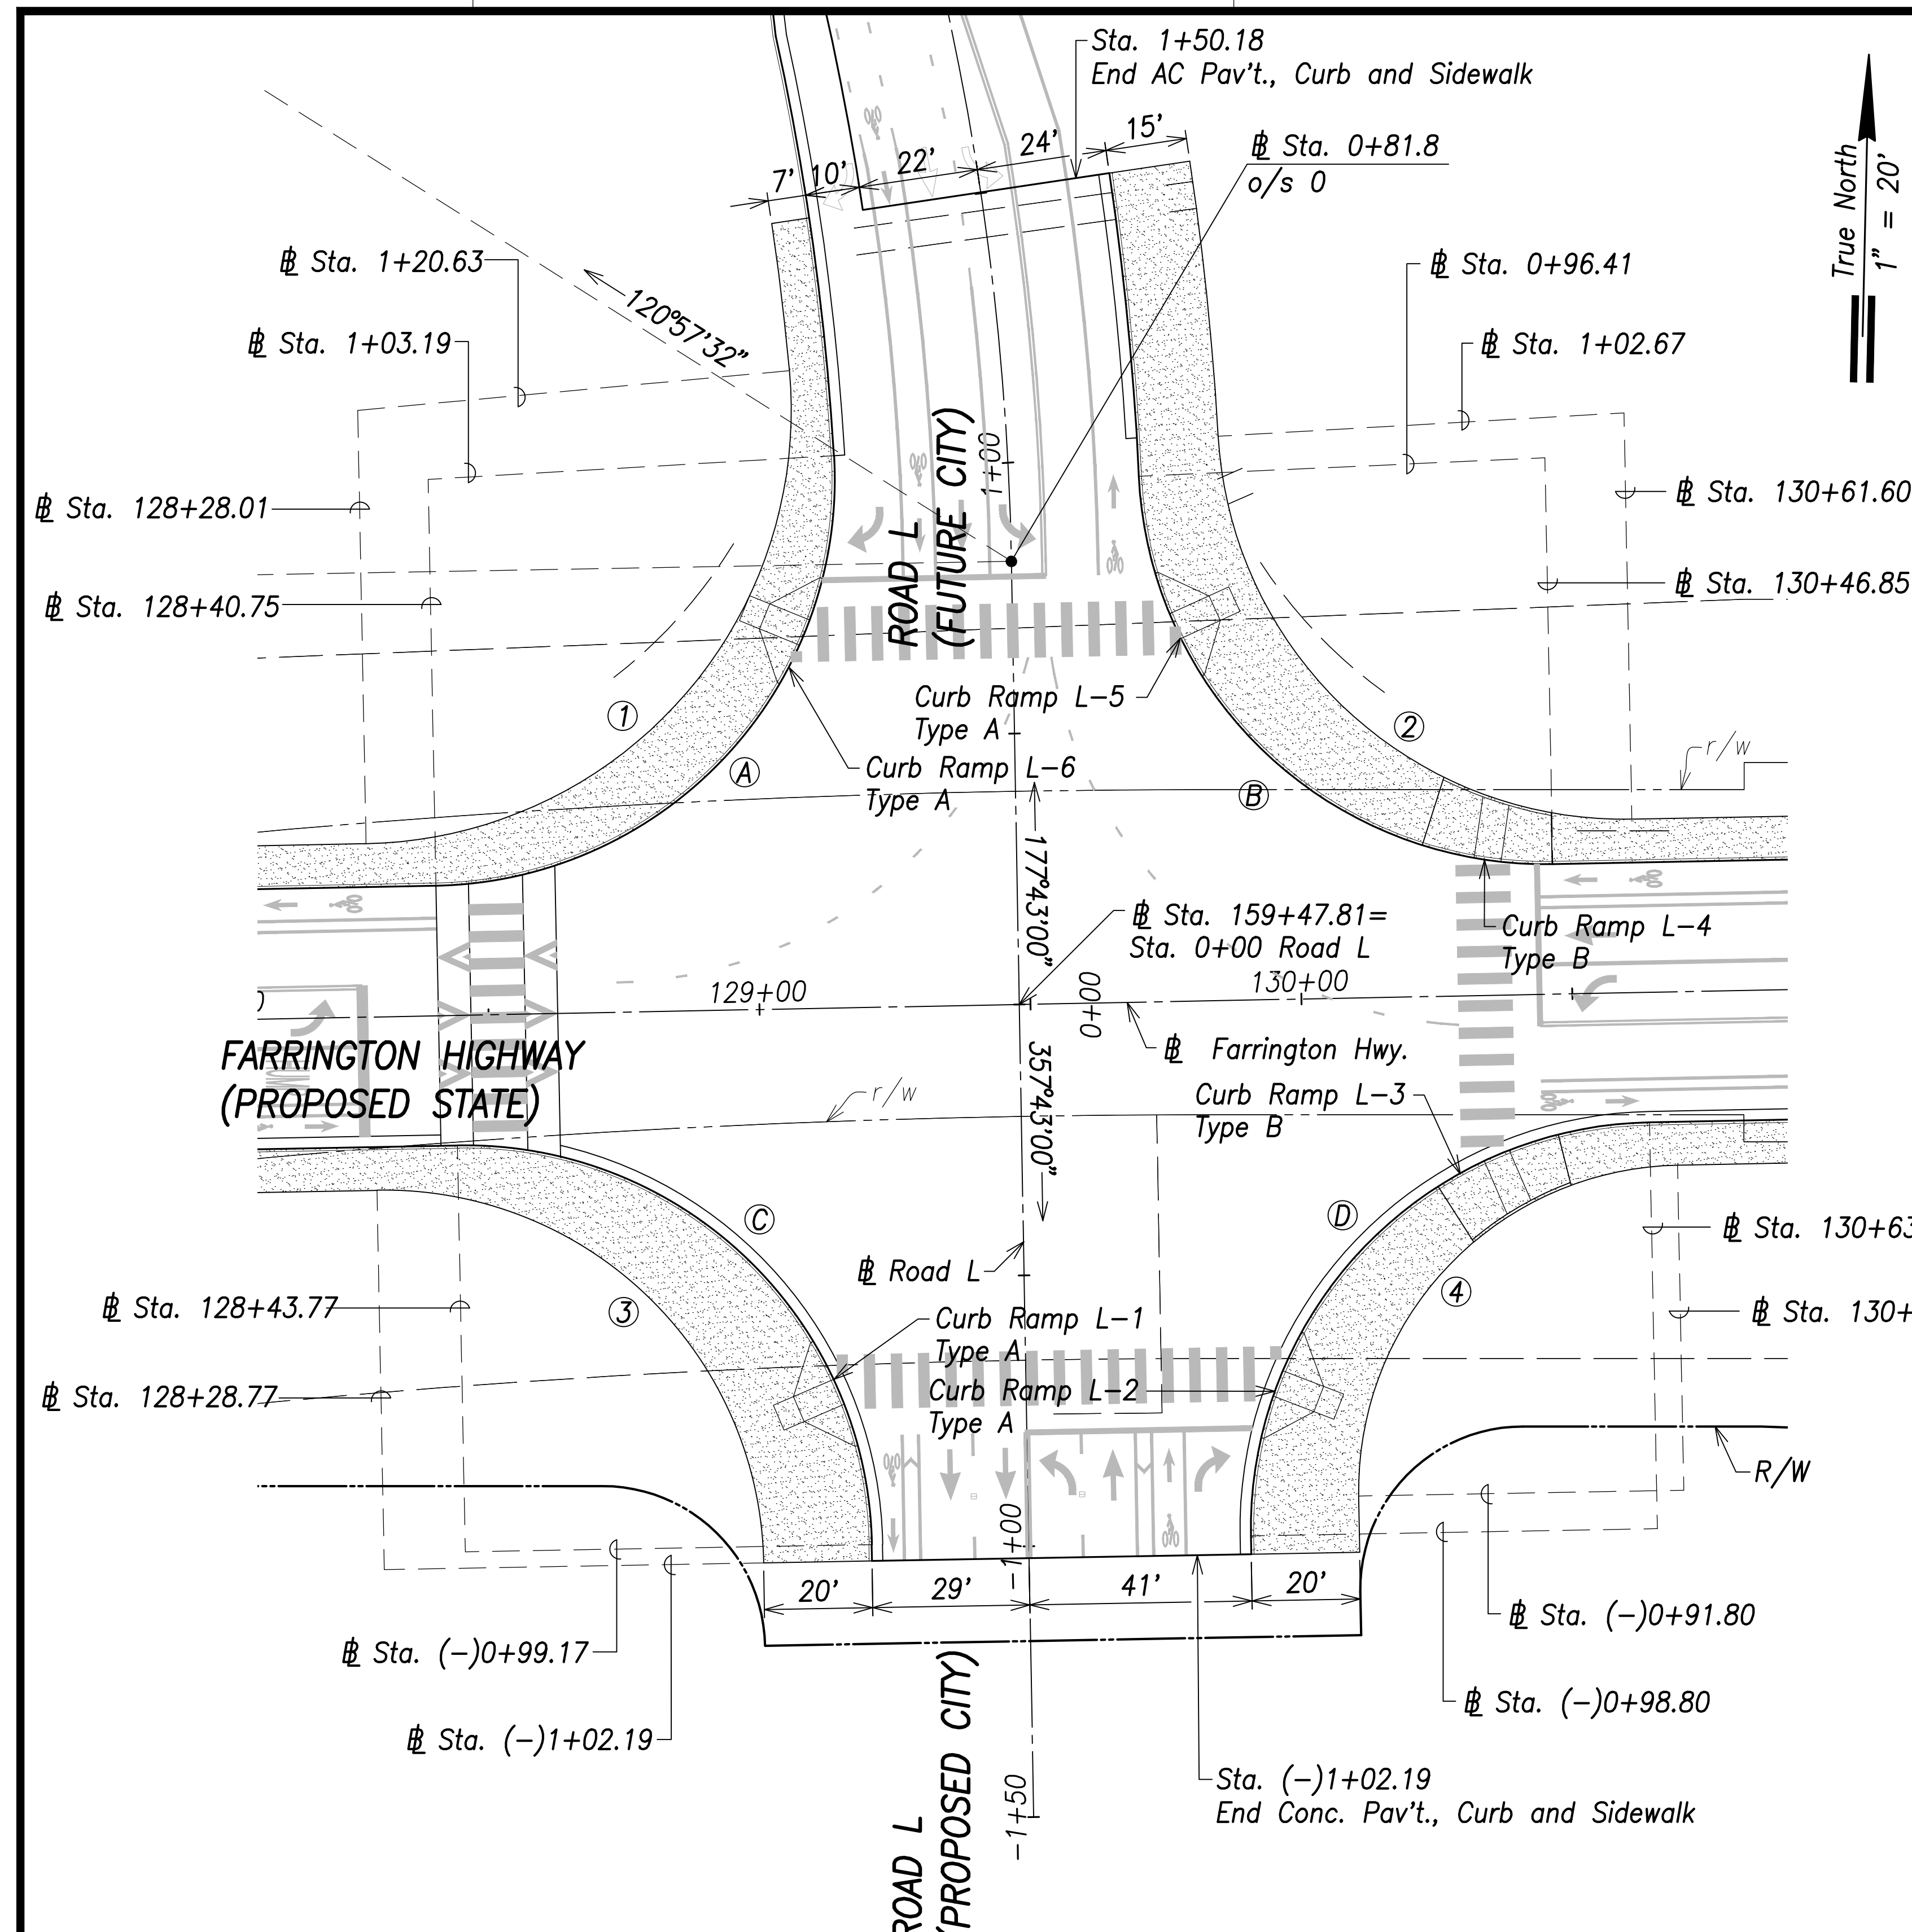 Sta. 1+50.18
End AC Pav't., Curb and Sidewalk
True North
1" = 20'
15'
24'
22'
10'
7'
℄ Sta. 0+81.8
o/s 0
℄ Sta. 1+20.63
℄ Sta. 0+96.41
120°57'32"
℄ Sta. 1+03.19
℄ Sta. 1+02.67
ROAD L
(FUTURE CITY)
1+00
℄ Sta. 128+28.01
℄ Sta. 130+61.60
℄ Sta. 128+40.75
℄ Sta. 130+46.85
Curb Ramp L-5
Type A
1
2
r/w
Curb Ramp L-6
Type A
A
B
177°43'00"
℄ Sta. 159+47.81=
Sta. 0+00 Road L
Curb Ramp L-4
Type B
129+00
0+00
130+00
FARRINGTON HIGHWAY
(PROPOSED STATE)
℄ Farrington Hwy.
r/w
Curb Ramp L-3
Type B
357°43'00"
C
D
℄ Sta. 130+63
℄ Road L
3
4
℄ Sta. 128+43.77
℄ Sta. 130+
Curb Ramp L-1
Type A
℄ Sta. 128+28.77
Curb Ramp L-2
Type A
R/W
-1+00
20'
29'
41'
20'
℄ Sta. (-)0+91.80
℄ Sta. (-)0+99.17
℄ Sta. (-)0+98.80
℄ Sta. (-)1+02.19
ROAD L
(PROPOSED CITY)
-1+50
Sta. (-)1+02.19
End Conc. Pav't., Curb and Sidewalk